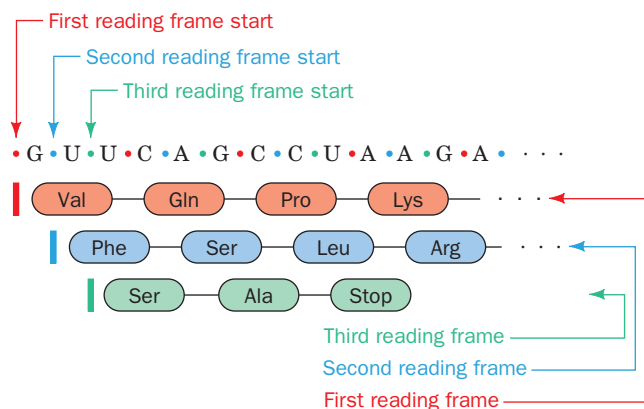 First reading frame start
Second reading frame start
Third reading frame start
• G • U • U • C • A • G • C • C • U • A • A • G • A • · · ·
Val Gln Pro Lys · · ·
Phe Ser Leu Arg · · ·
Ser Ala Stop
Third reading frame
Second reading frame
First reading frame